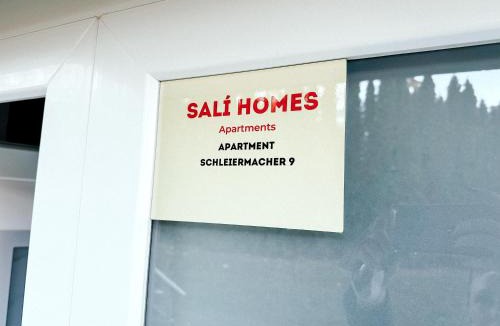 SALÍ HOMES
Apartments
APARTMENT
SCHLEIERMACHER 9